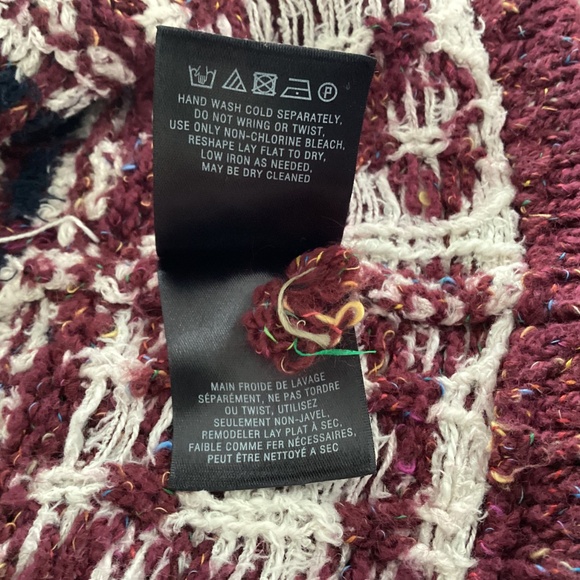 P
HAND WASH COLD SEPARATELY,
DO NOT WRING OR TWIST,
USE ONLY NON-CHLORINE BLEACH,
RESHAPE LAY FLAT TO DRY,
LOW IRON AS NEEDED,
MAY BE DRY CLEANED
MAIN FROIDE DE LAVAGE
SÉPARÉMENT, NE PAS TORDRE
OU TWIST, UTILISEZ
SEULEMENT NON-JAVEL,
REMODELER LAY PLAT À SEC.
FAIBLE COMME FER NÉCESSAIRES,
PEUT ÊTRE NETTOYÉ A SEC